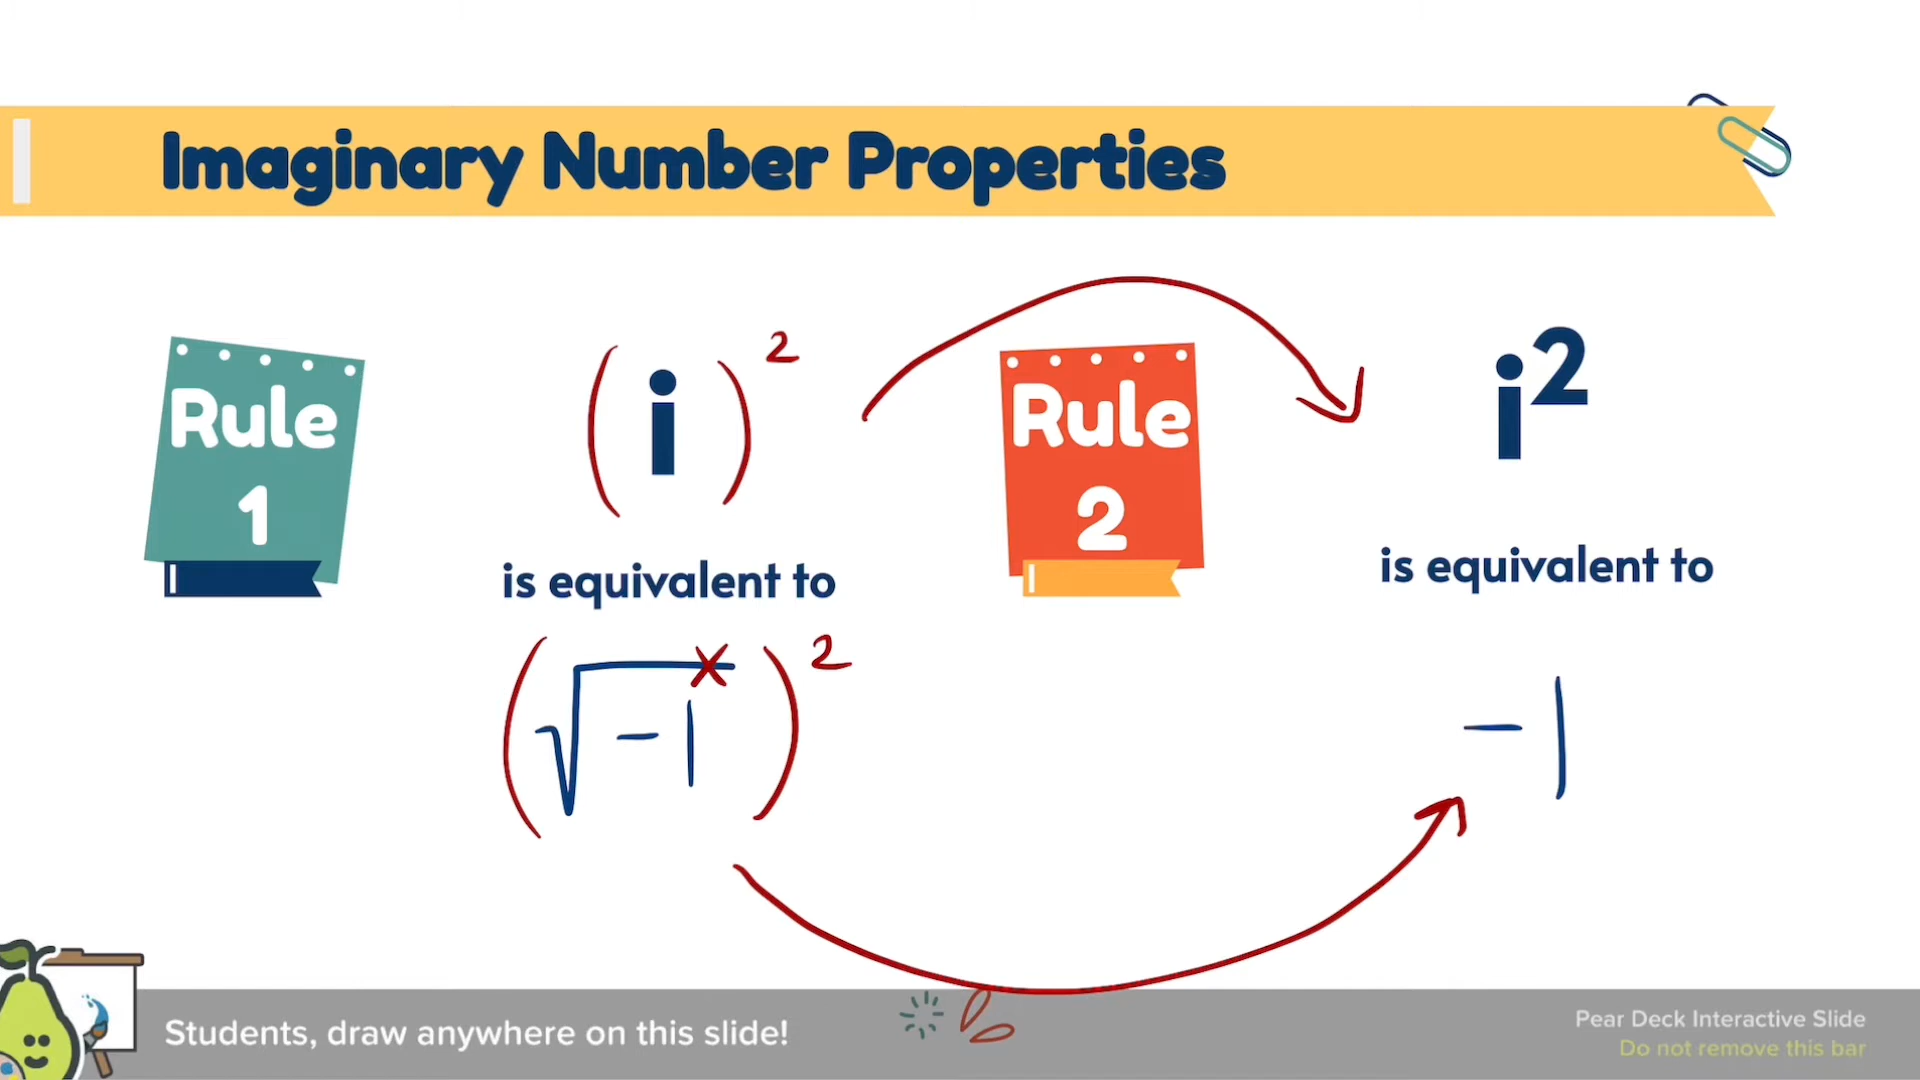 Imaginary Number Properties
Rule
1
(i)²
is equivalent to
(√-1)²
Rule
2
i²
is equivalent to
-1
Students, draw anywhere on this slide!
Pear Deck Interactive Slide
Do not remove this bar